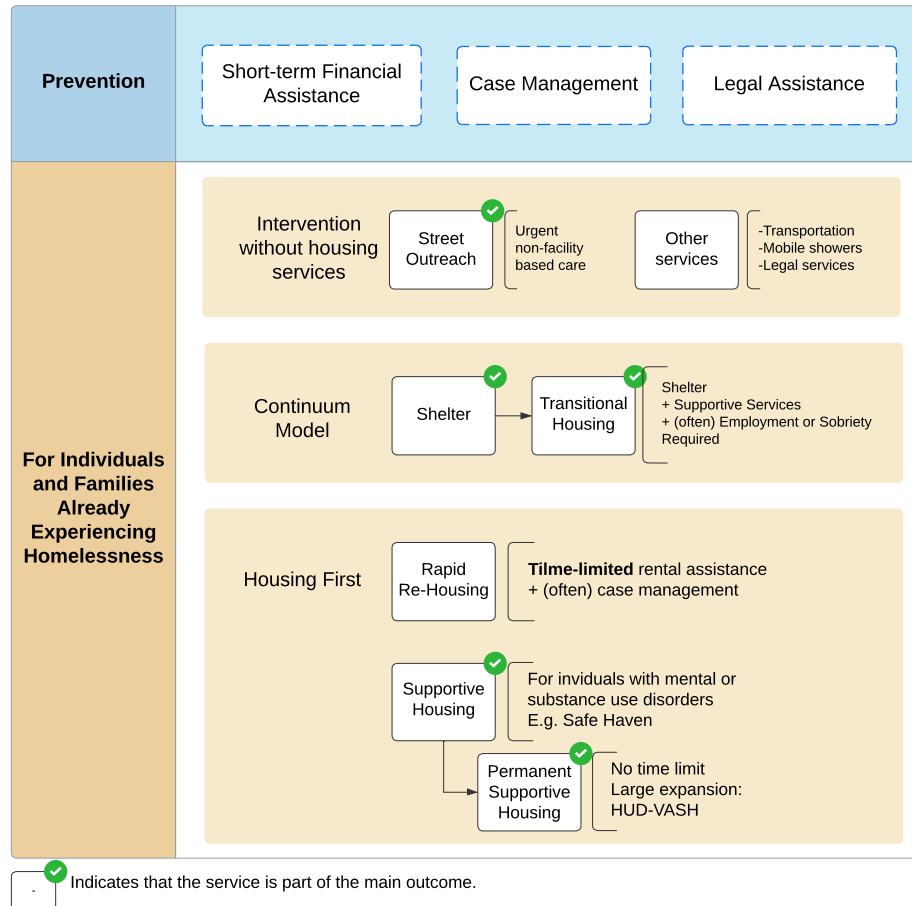 Prevention
Short-term Financial
Assistance
Case Management
Legal Assistance
For Individuals
and Families
Already
Experiencing
Homelessness
Intervention
without housing
services
Street
Outreach
Urgent
non-facility
based care
Other
services
-Transportation
-Mobile showers
-Legal services
Continuum
Model
Shelter
Transitional
Housing
Shelter
+ Supportive Services
+ (often) Employment or Sobriety
Required
Housing First
Rapid
Re-Housing
Tilme-limited rental assistance
+ (often) case management
Supportive
Housing
For inviduals with mental or
substance use disorders
E.g. Safe Haven
Permanent
Supportive
Housing
No time limit
Large expansion:
HUD-VASH
-
Indicates that the service is part of the main outcome.